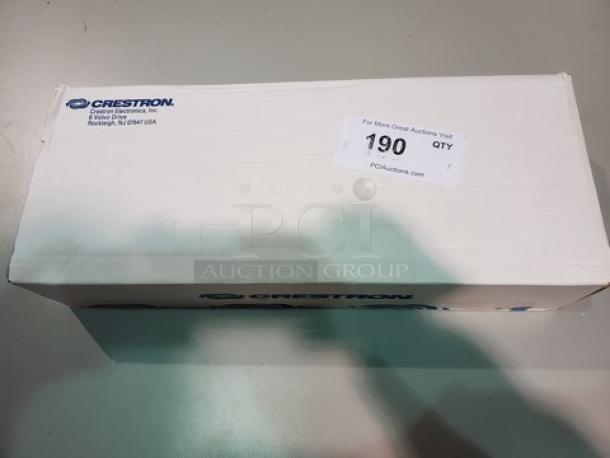 CRESTRON.
Crestron Electronics, Inc.
6 Volvo Drive
Rockleigh, NJ 07647 USA
For More Great Auctions Visit
190 QTY
PCIAuctions.com
PCI
AUCTION GROUP
CRESTRON